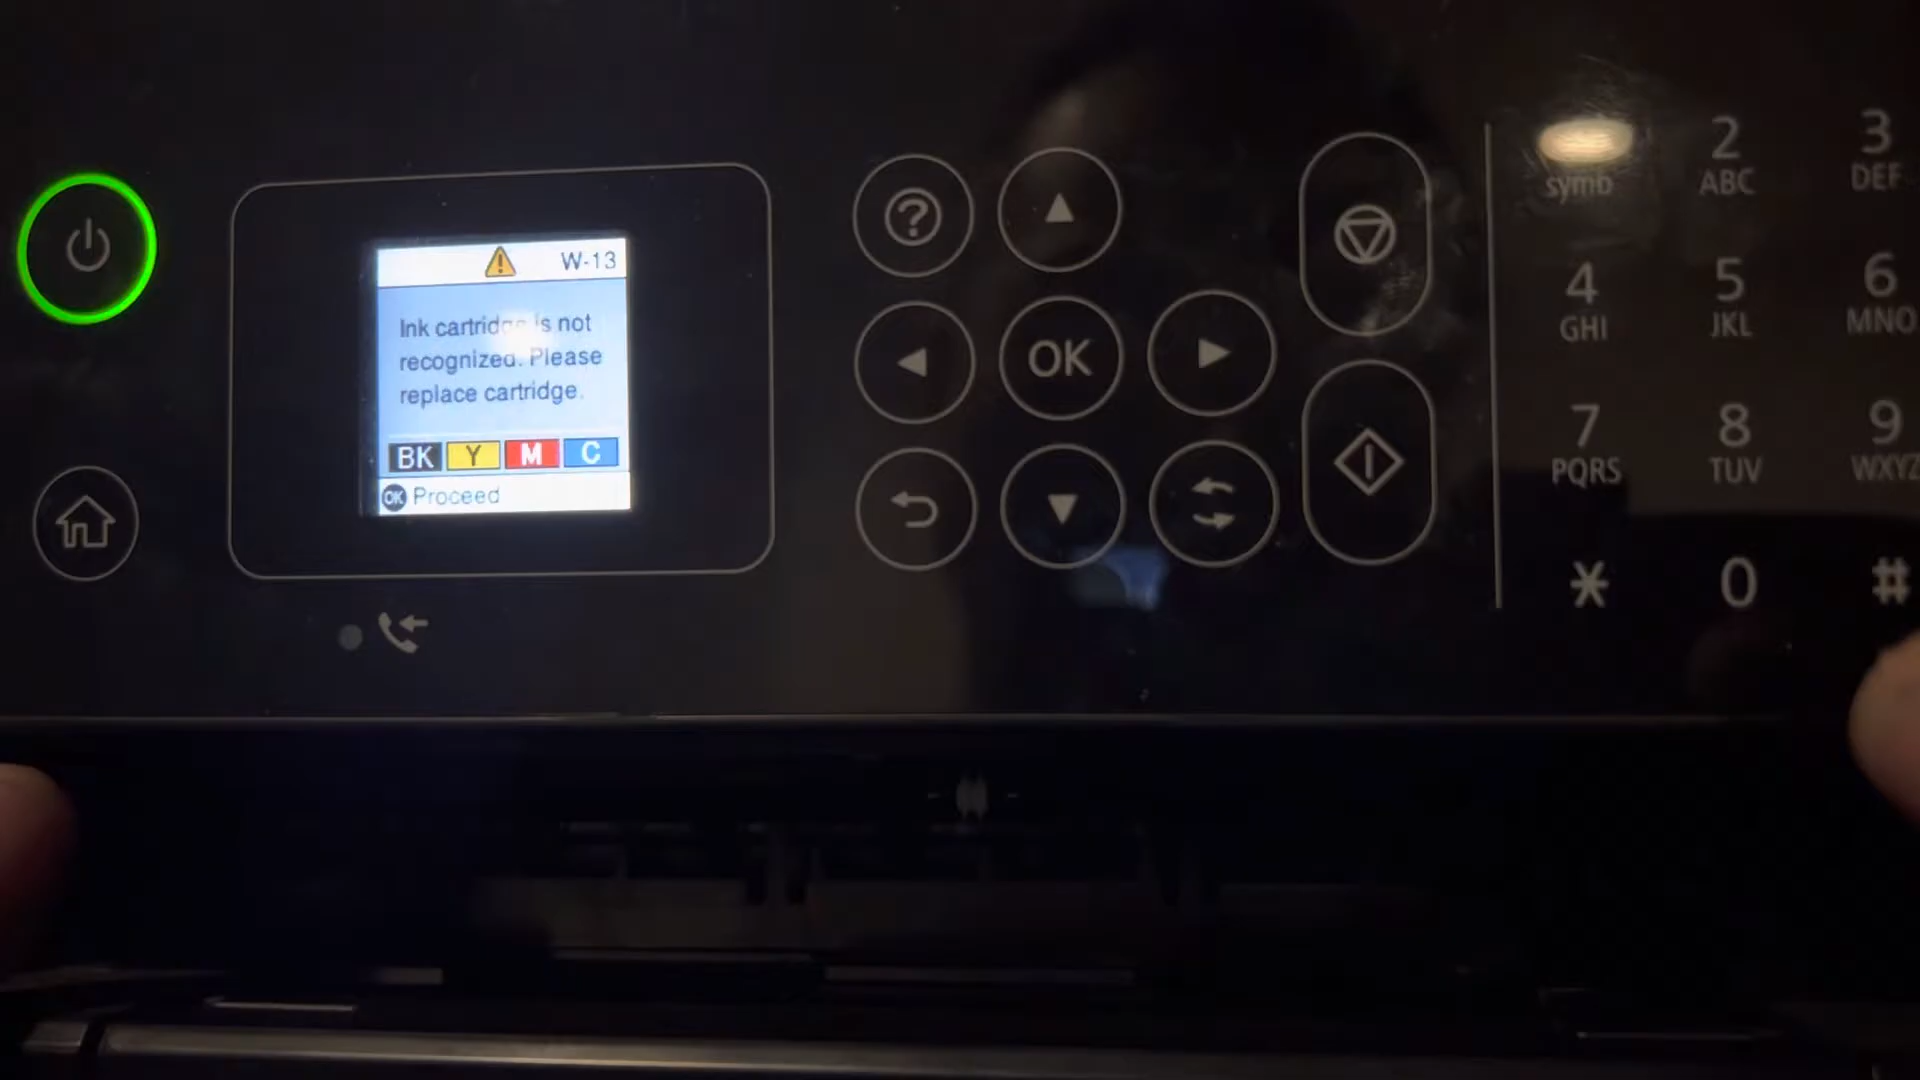 W-13
Ink cartridge is not
recognized. Please
replace cartridge.
BK Y M C
OK Proceed
?
OK
symb
2 ABC
3 DEF
4 GHI
5 JKL
6 MNO
7 PQRS
8 TUV
9 WXYZ
* 0 #